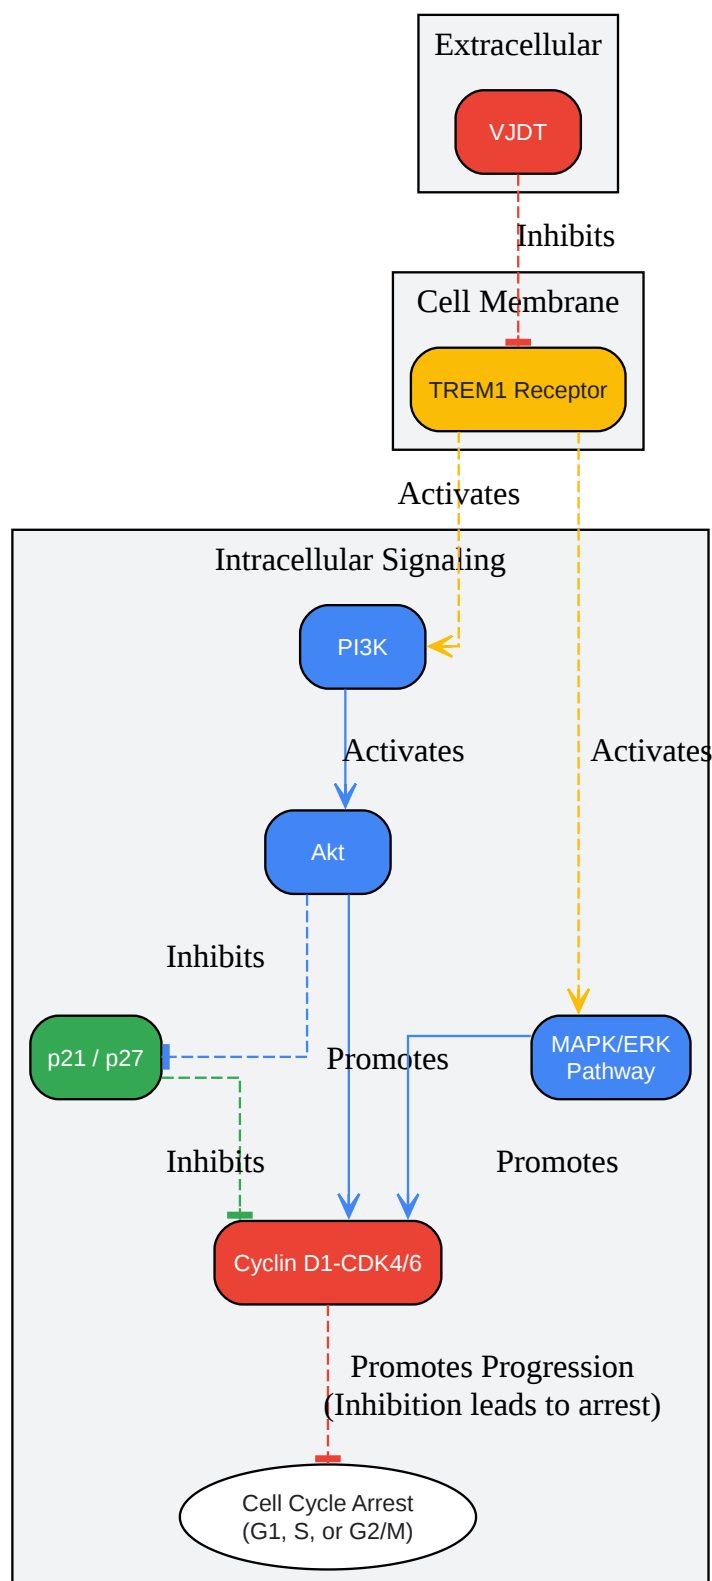 Extracellular
VJDT
Inhibits
Cell Membrane
TREM1 Receptor
Activates
Intracellular Signaling
PI3K
Activates
Activates
Akt
Inhibits
p21 / p27
Promotes
MAPK/ERK
Pathway
Inhibits
Promotes
Cyclin D1-CDK4/6
Promotes Progression
(Inhibition leads to arrest)
Cell Cycle Arrest
(G1, S, or G2/M)